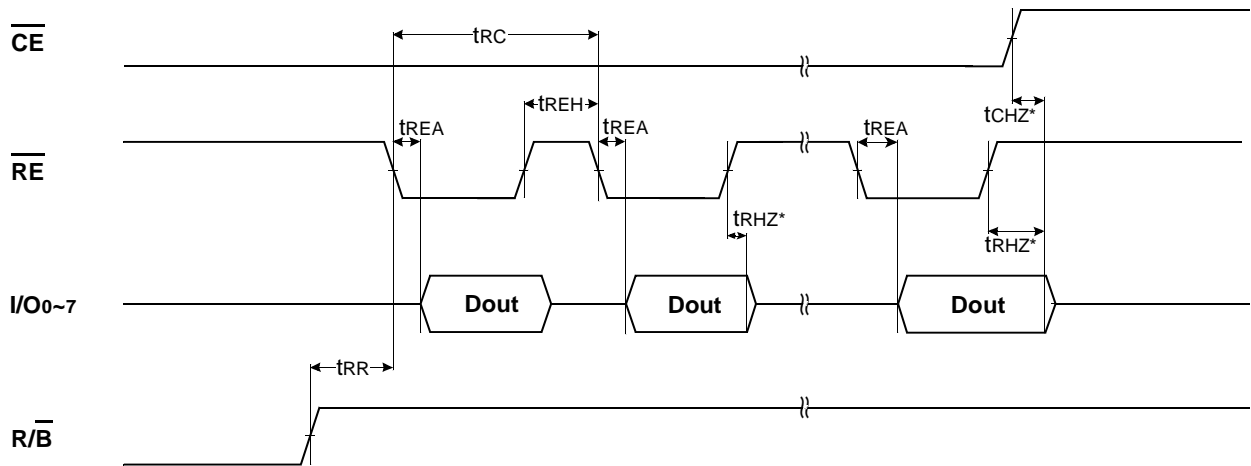 CE
tRC
tREH
tCHZ*
tREA
tREA
tREA
RE
tRHZ*
tRHZ*
I/O0~7
Dout
Dout
Dout
tRR
R/B